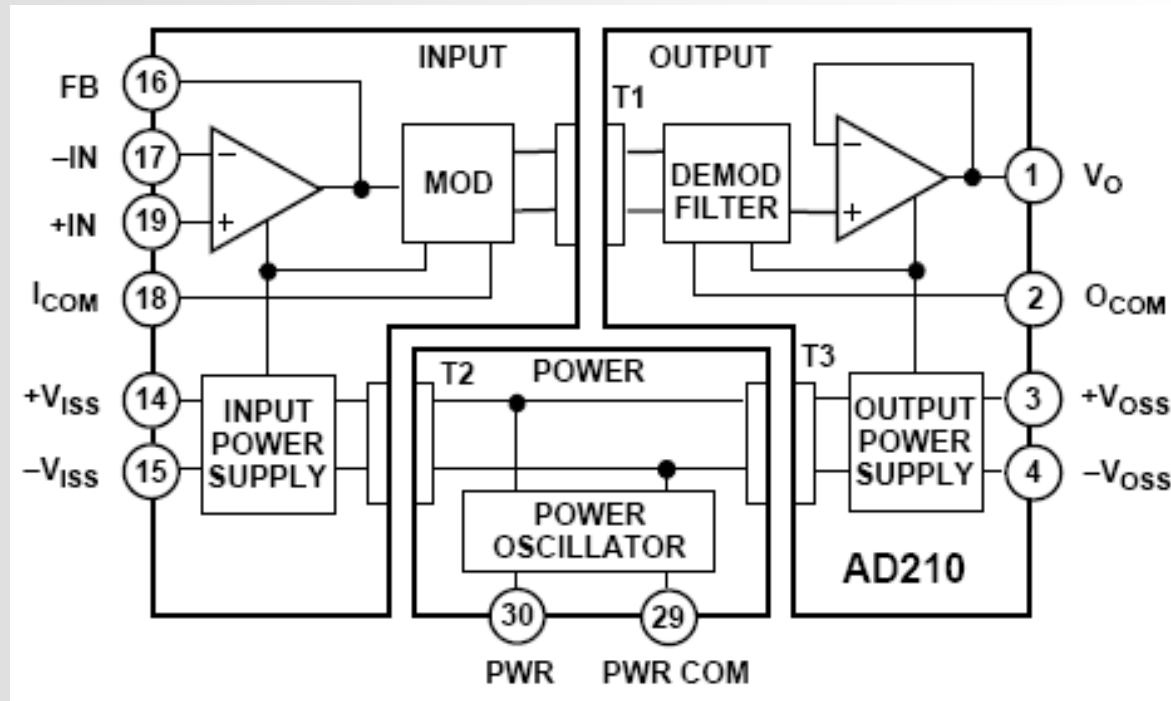 INPUT
OUTPUT
FB 16
T1
–IN 17
–
MOD
DEMOD
FILTER
–
1 VO
+IN 19
+
+
ICOM 18
2 OCOM
T2
POWER
T3
+VISS 14
INPUT
POWER
SUPPLY
OUTPUT
POWER
SUPPLY
3 +VOSS
–VISS 15
4 –VOSS
POWER
OSCILLATOR
AD210
30
29
PWR
PWR COM